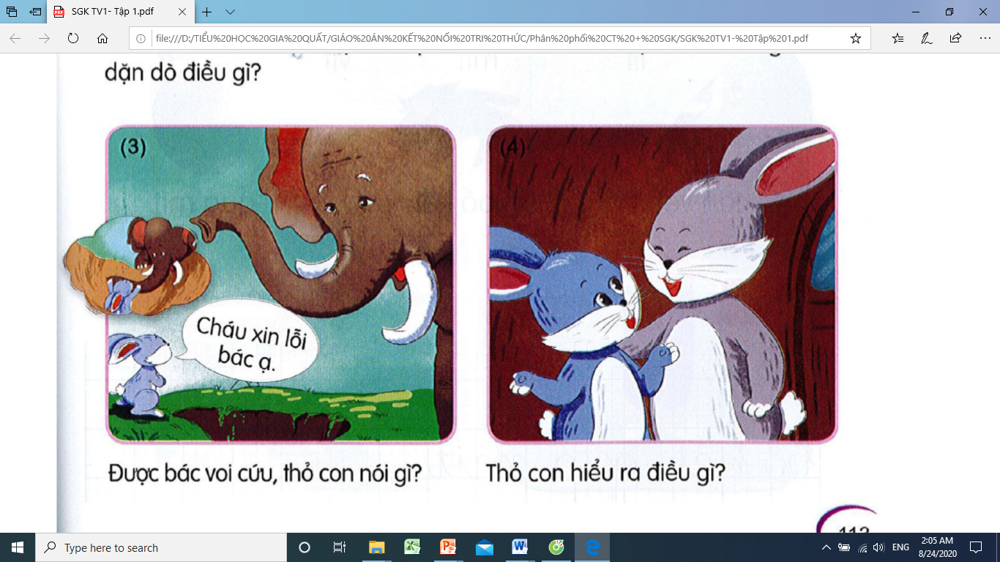 SGK TV1- Tập 1.pdf
file:///D:/TIỂU%20HỌC%20GIA%20QUẤT/GIÁO%20ÁN%20KẾT%20NỐI%20TRI%20THỨC/Phân%20phối%20CT%20+%20SGK/SGK%20TV1-%20Tập%201.pdf
dặn dò điều gì?
(3)
(4)
Cháu xin lỗi
bác ạ.
Được bác voi cứu, thỏ con nói gì?
Thỏ con hiểu ra điều gì?
Type here to search
ENG
2:05 AM
8/24/2020